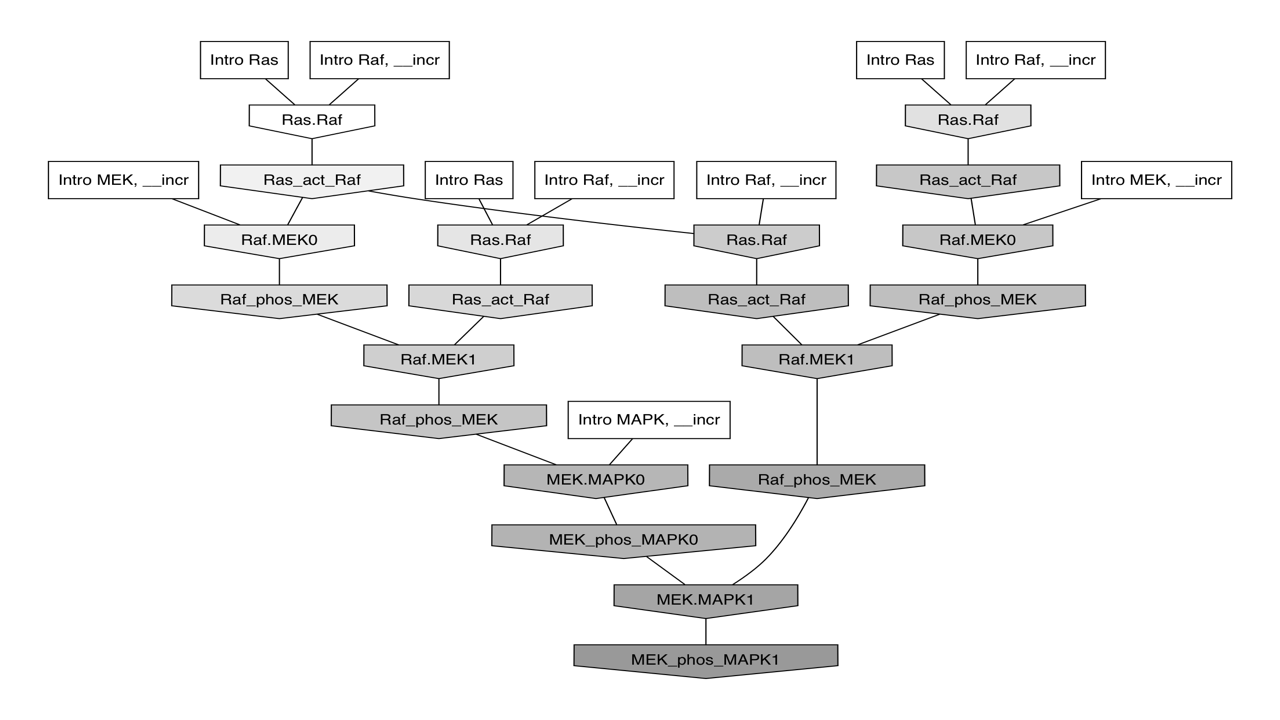 Intro Ras
Intro Raf, __incr
Intro Ras
Intro Raf, __incr
Ras.Raf
Ras.Raf
Intro MEK, __incr
Ras_act_Raf
Intro Ras
Intro Raf, __incr
Intro Raf, __incr
Ras_act_Raf
Intro MEK, __incr
Raf.MEK0
Ras.Raf
Ras.Raf
Raf.MEK0
Raf_phos_MEK
Ras_act_Raf
Ras_act_Raf
Raf_phos_MEK
Raf.MEK1
Raf.MEK1
Raf_phos_MEK
Intro MAPK, __incr
MEK.MAPK0
Raf_phos_MEK
MEK_phos_MAPK0
MEK.MAPK1
MEK_phos_MAPK1